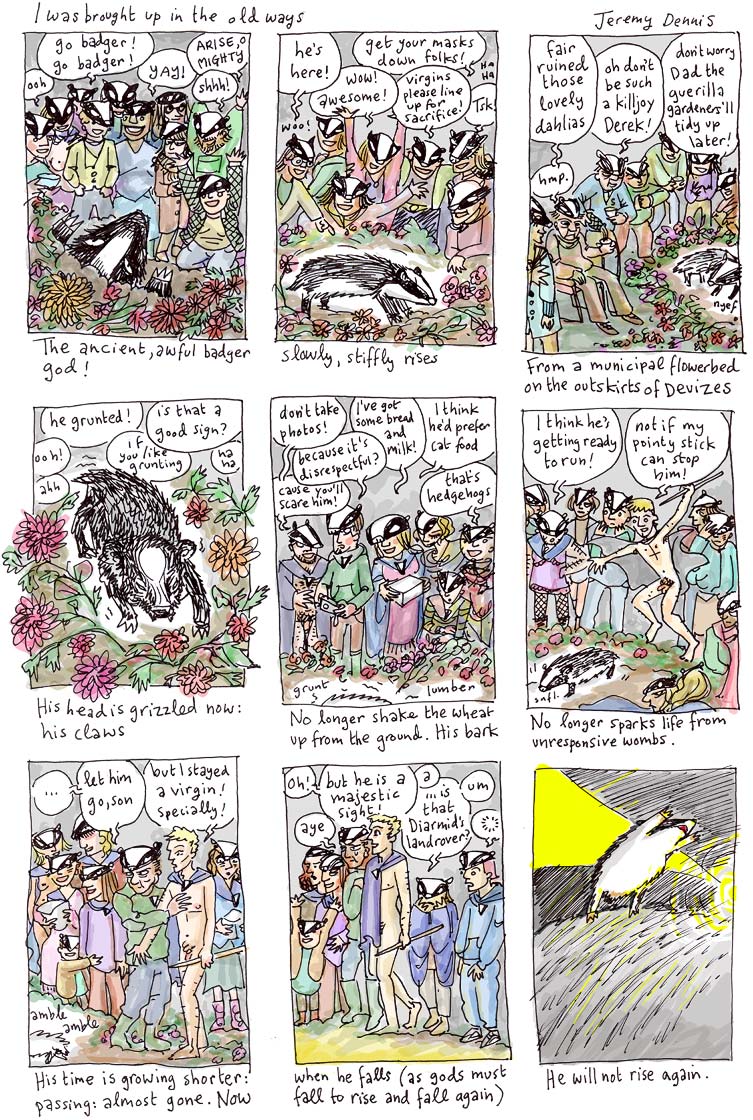 I was brought up in the old ways
Jeremy Dennis
go badger!
go badger!
ooh
YAY!
ARISE, O
MIGHTY
shhh!
The ancient, awful badger
god!
he's
here!
get your masks
down folks!
Ha
Ha
wow!
awesome!
virgins
please line
up for
sacrifice!
Tsk!
woo!
slowly, stiffly rises
fair
ruined
those
lovely
dahlias
oh don't
be such
a killjoy
Derek!
don't worry
Dad the
guerilla
gardeners'll
tidy up
later!
hmp.
nyef
From a municipal flowerbed
on the outskirts of Devizes
he grunted!
is that a
good sign?
ooh!
if
you like
grunting
ha
ha
ahh
His head is grizzled now:
his claws
don't take
photos!
because it's
disrespectful?
cause you'll
scare him!
I've got
some bread
and
milk!
I think
he'd prefer
cat food
that's
hedgehogs
grunt
lumber
No longer shake the wheat
up from the ground. His bark
I think he's
getting ready
to run!
not if my
pointy stick
can stop
him!
snfl.
No longer sparks life from
unresponsive wombs.
...
let him
go, son
but I stayed
a virgin!
specially!
amble
amble
His time is growing shorter:
passing: almost gone. Now
Oh!
but he is a
majestic
sight!
aye
a
... is
that
Diarmid's
landrover?
um
when he falls (as gods must
fall to rise and fall again)
He will not rise again.